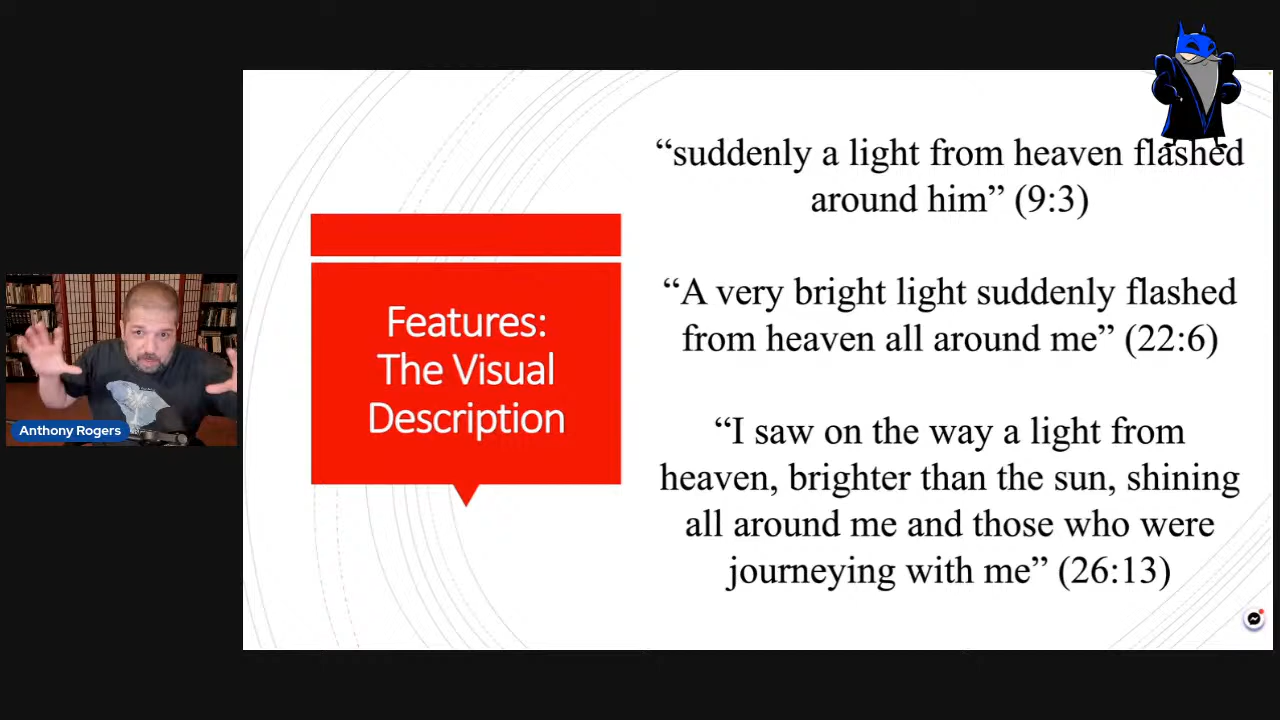 Features:
The Visual
Description
“suddenly a light from heaven flashed
around him” (9:3)
“A very bright light suddenly flashed
from heaven all around me” (22:6)
“I saw on the way a light from
heaven, brighter than the sun, shining
all around me and those who were
journeying with me” (26:13)
Anthony Rogers